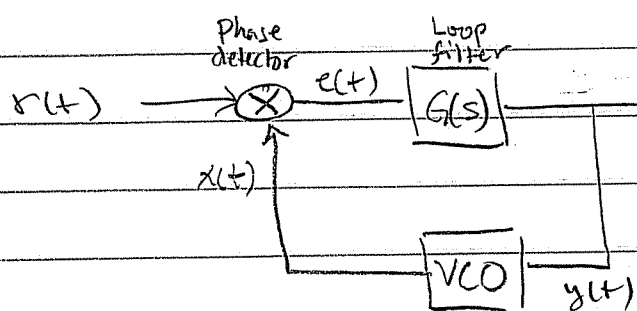 Phase
detector
Loop
filter
r(t)
e(t)
G(s)
x(t)
VCO
y(t)